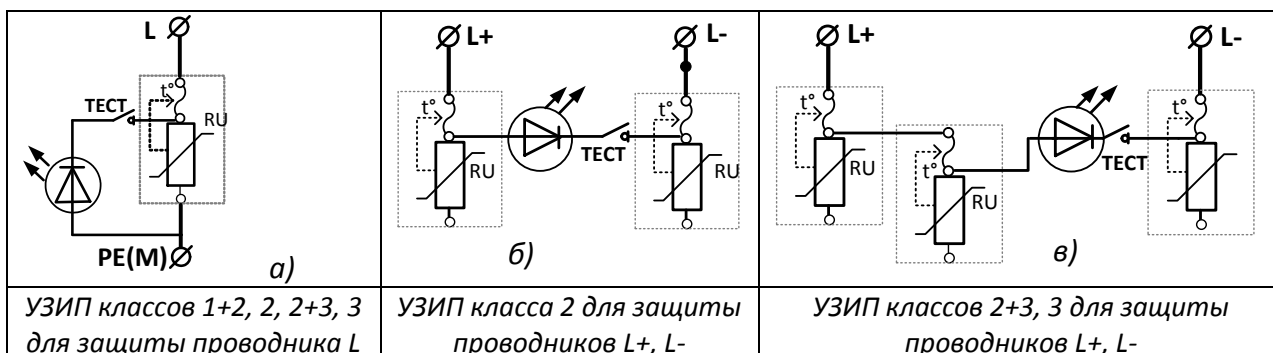 L
t°
ТЕСТ
RU
PE(M)
а)
L+
L-
t°
t°
ТЕСТ
RU
RU
б)
L+
L-
t°
t°
t°
ТЕСТ
RU
RU
RU
в)
УЗИП классов 1+2, 2, 2+3, 3
для защиты проводника L
УЗИП класса 2 для защиты
проводников L+, L-
УЗИП классов 2+3, 3 для защиты
проводников L+, L-